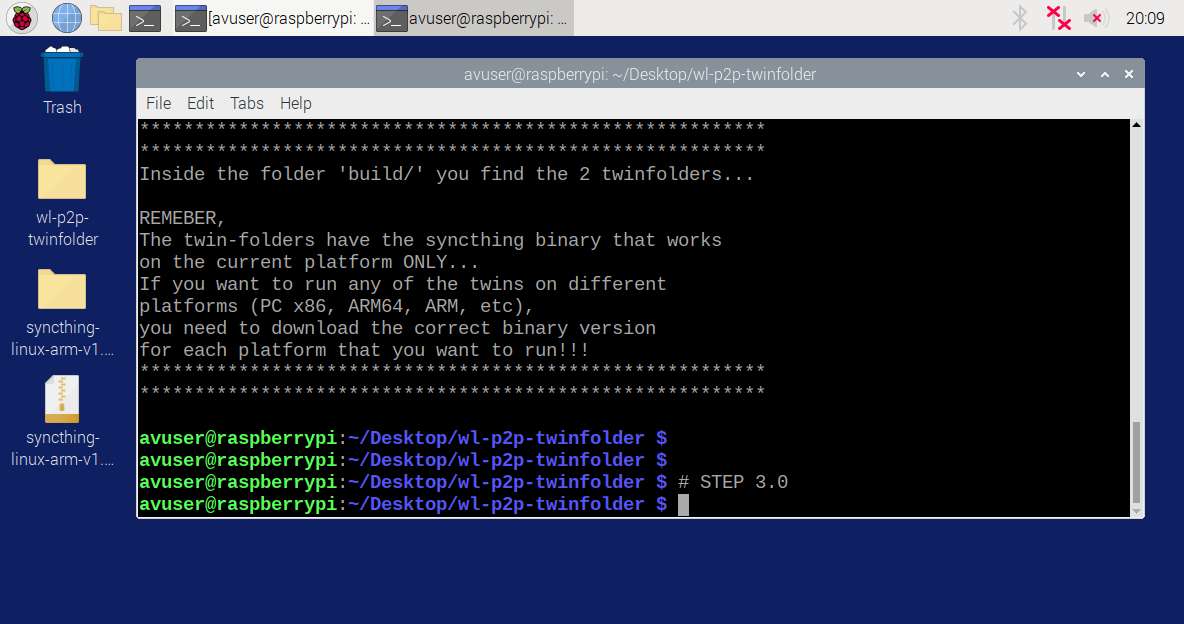 [avuser@raspberrypi: ...
avuser@raspberrypi: ...
20:09
Trash
wl-p2p-
twinfolder
syncthing-
linux-arm-v1....
syncthing-
linux-arm-v1....
avuser@raspberrypi: ~/Desktop/wl-p2p-twinfolder
File Edit Tabs Help
*********************************************************
*********************************************************
Inside the folder 'build/' you find the 2 twinfolders...
REMEBER,
The twin-folders have the syncthing binary that works
on the current platform ONLY...
If you want to run any of the twins on different
platforms (PC x86, ARM64, ARM, etc),
you need to download the correct binary version
for each platform that you want to run!!!
*********************************************************
*********************************************************
avuser@raspberrypi:~/Desktop/wl-p2p-twinfolder $
avuser@raspberrypi:~/Desktop/wl-p2p-twinfolder $
avuser@raspberrypi:~/Desktop/wl-p2p-twinfolder $ # STEP 3.0
avuser@raspberrypi:~/Desktop/wl-p2p-twinfolder $